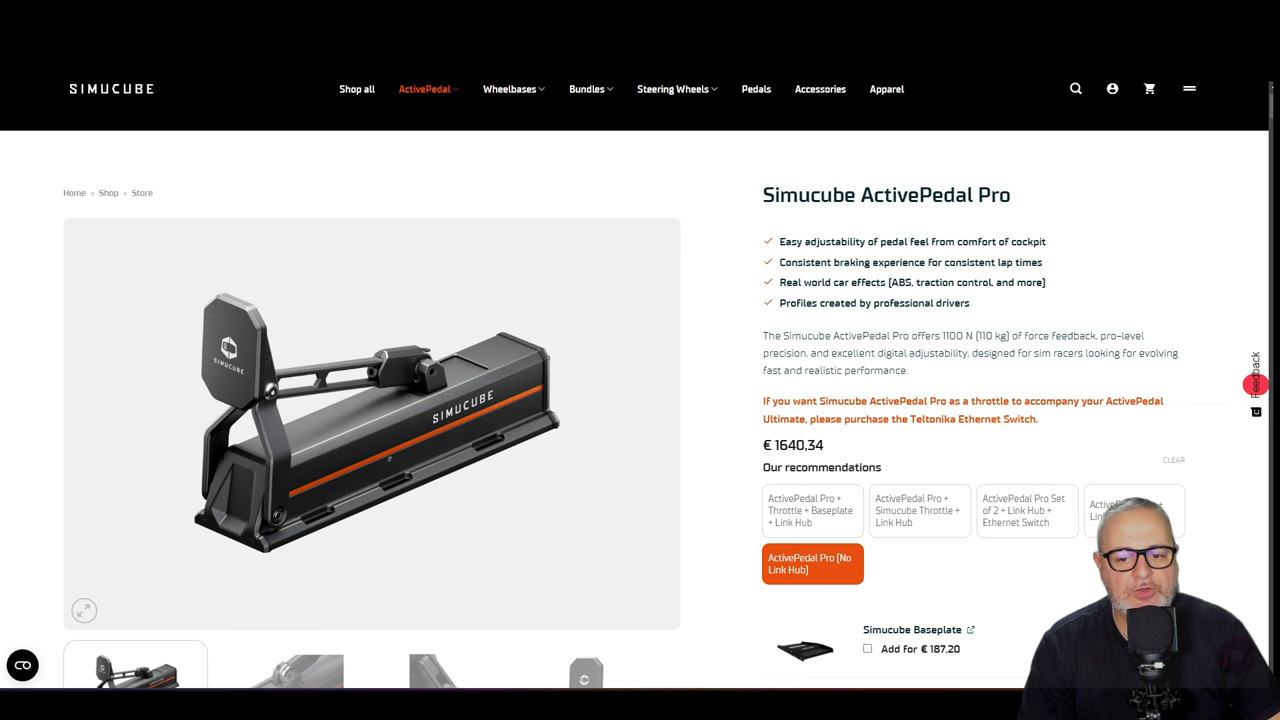 SIMUCUBE
Shop all
ActivePedal
Wheelbases
Bundles
Steering Wheels
Pedals
Accessories
Apparel
Home » Shop » Store
SIMUCUBE
SIMUCUBE
Simucube ActivePedal Pro
Easy adjustability of pedal feel from comfort of cockpit
Consistent braking experience for consistent lap times
Real world car effects [ABS, traction control, and more]
Profiles created by professional drivers
The Simucube ActivePedal Pro offers 1100 N [110 kg] of force feedback, pro-level
precision, and excellent digital adjustability, designed for sim racers looking for evolving
fast and realistic performance.
If you want Simucube ActivePedal Pro as a throttle to accompany your ActivePedal
Ultimate, please purchase the Teltonika Ethernet Switch.
€ 1640,34
CLEAR
Our recommendations
ActivePedal Pro +
Throttle + Baseplate
+ Link Hub
ActivePedal Pro +
Simucube Throttle +
Link Hub
ActivePedal Pro Set
of 2 + Link Hub +
Ethernet Switch
ActivePedal Pro [No
Link Hub]
Simucube Baseplate
Add for € 187,20
Feedback